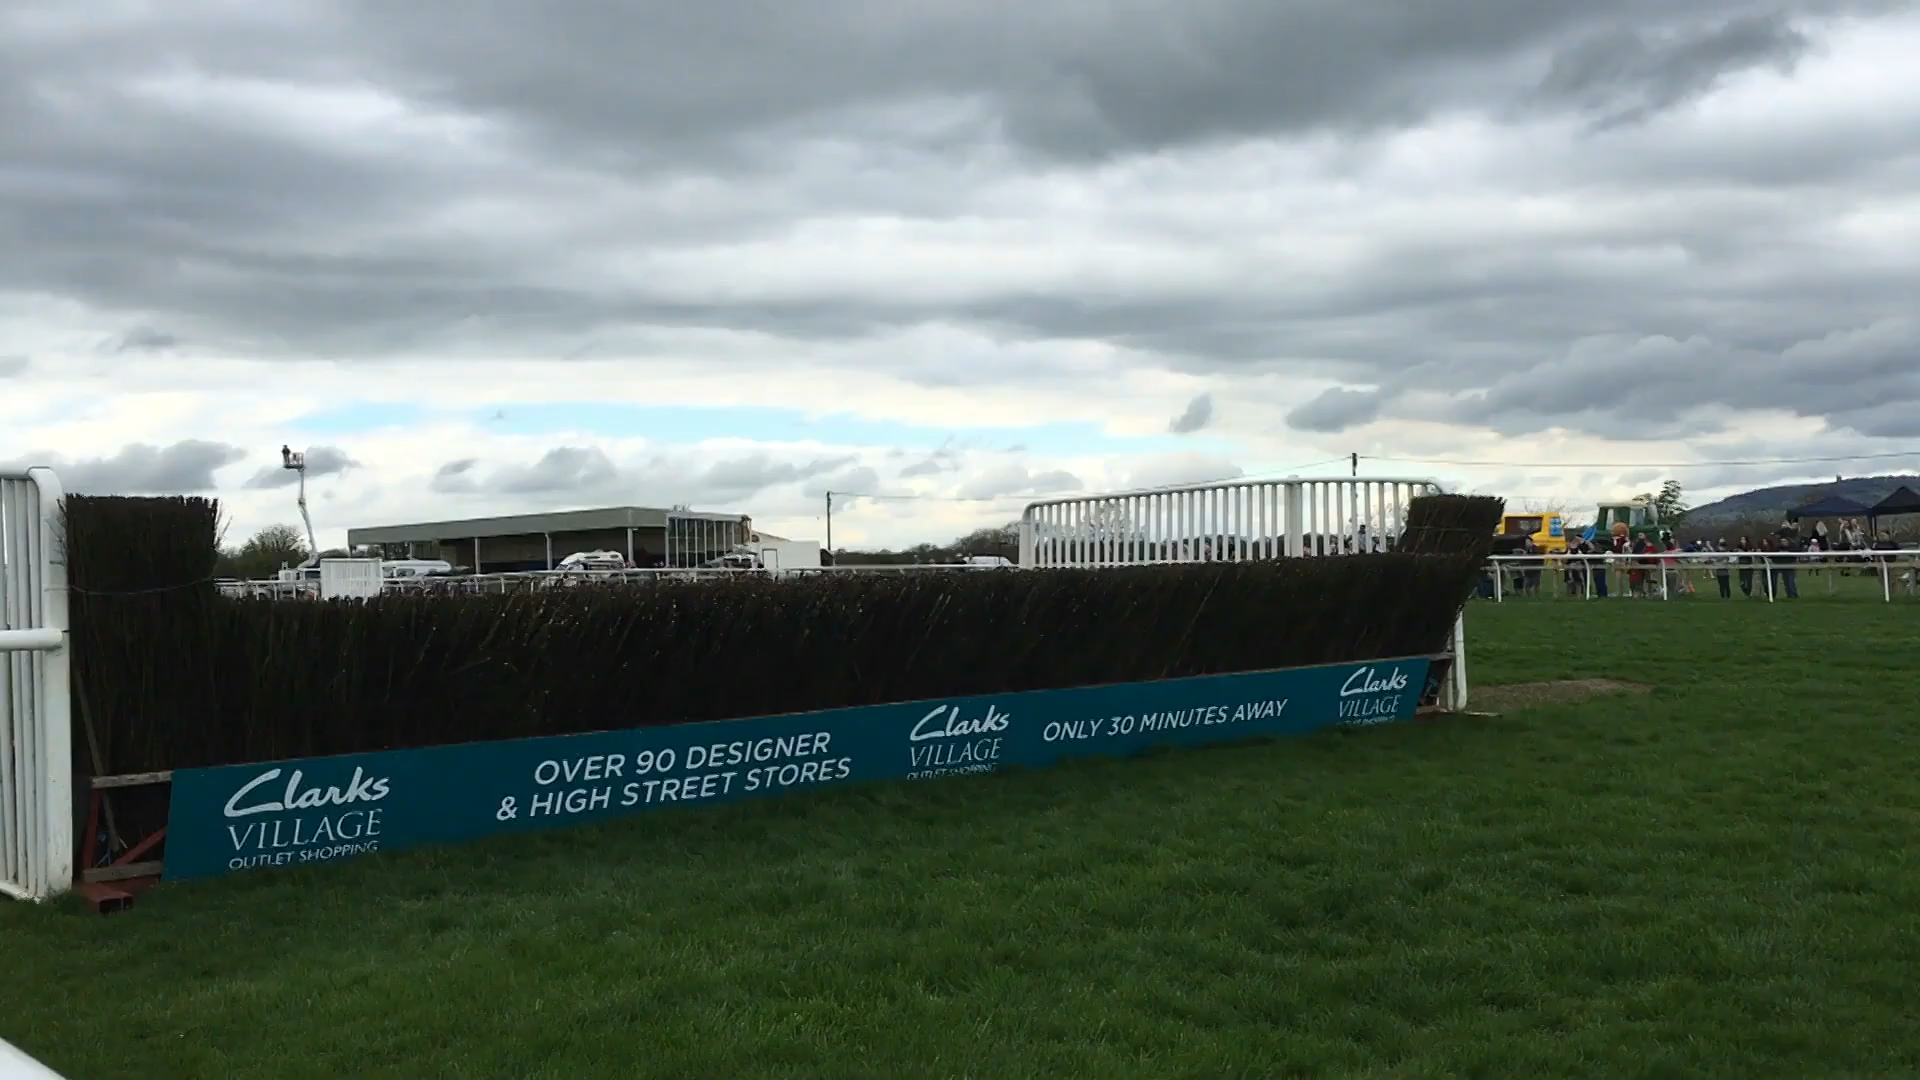 Clarks
VILLAGE
OUTLET SHOPPING
OVER 90 DESIGNER
& HIGH STREET STORES
Clarks
VILLAGE
OUTLET SHOPPING
ONLY 30 MINUTES AWAY
Clarks
VILLAGE